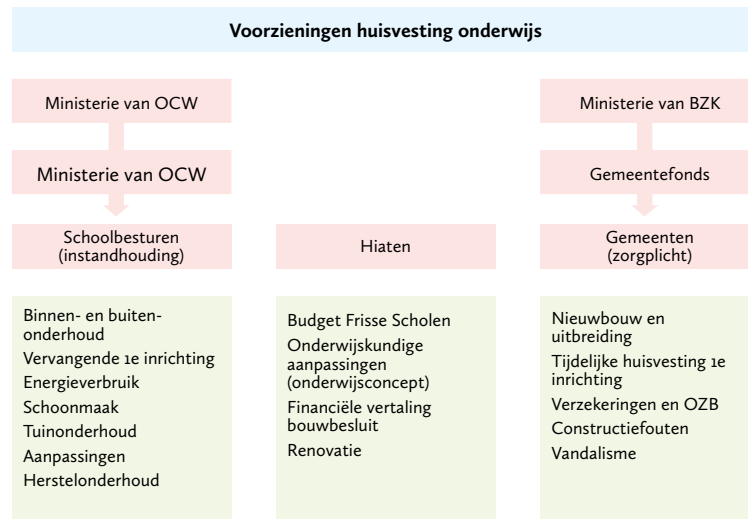 Voorzieningen huisvesting onderwijs
Ministerie van OCW
Ministerie van OCW
Schoolbesturen
(instandhouding)
Binnen- en buiten-
onderhoud
Vervangende 1e inrichting
Energieverbruik
Schoonmaak
Tuinonderhoud
Aanpassingen
Herstelonderhoud
Hiaten
Budget Frisse Scholen
Onderwijskundige
aanpassingen
(onderwijsconcept)
Financiële vertaling
bouwbesluit
Renovatie
Ministerie van BZK
Gemeentefonds
Gemeenten
(zorgplicht)
Nieuwbouw en
uitbreiding
Tijdelijke huisvesting 1e
inrichting
Verzekeringen en OZB
Constructiefouten
Vandalisme